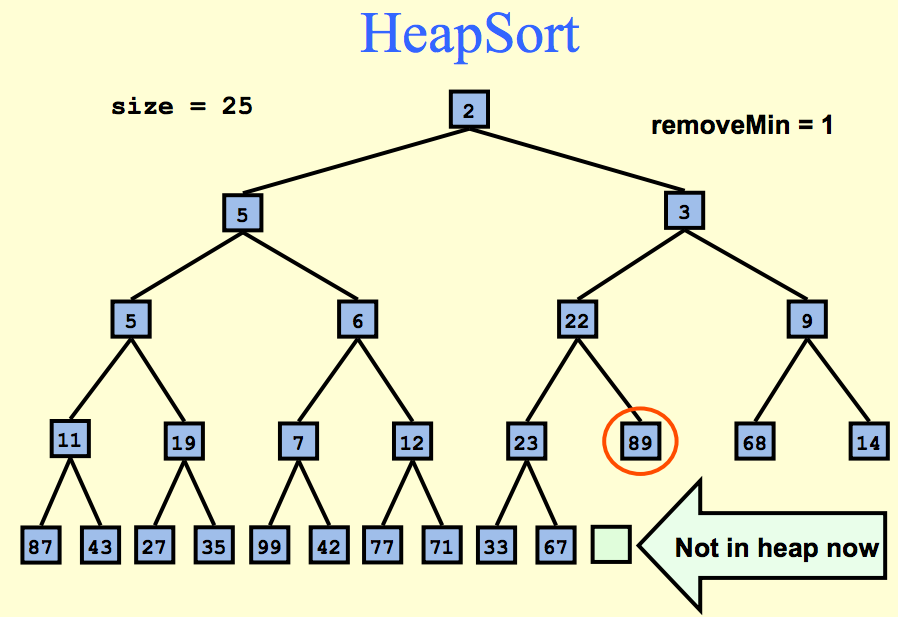 HeapSort
size = 25
removeMin = 1
2
5 3
5 6 22 9
11 19 7 12 23 89 68 14
87 43 27 35 99 42 77 71 33 67
Not in heap now